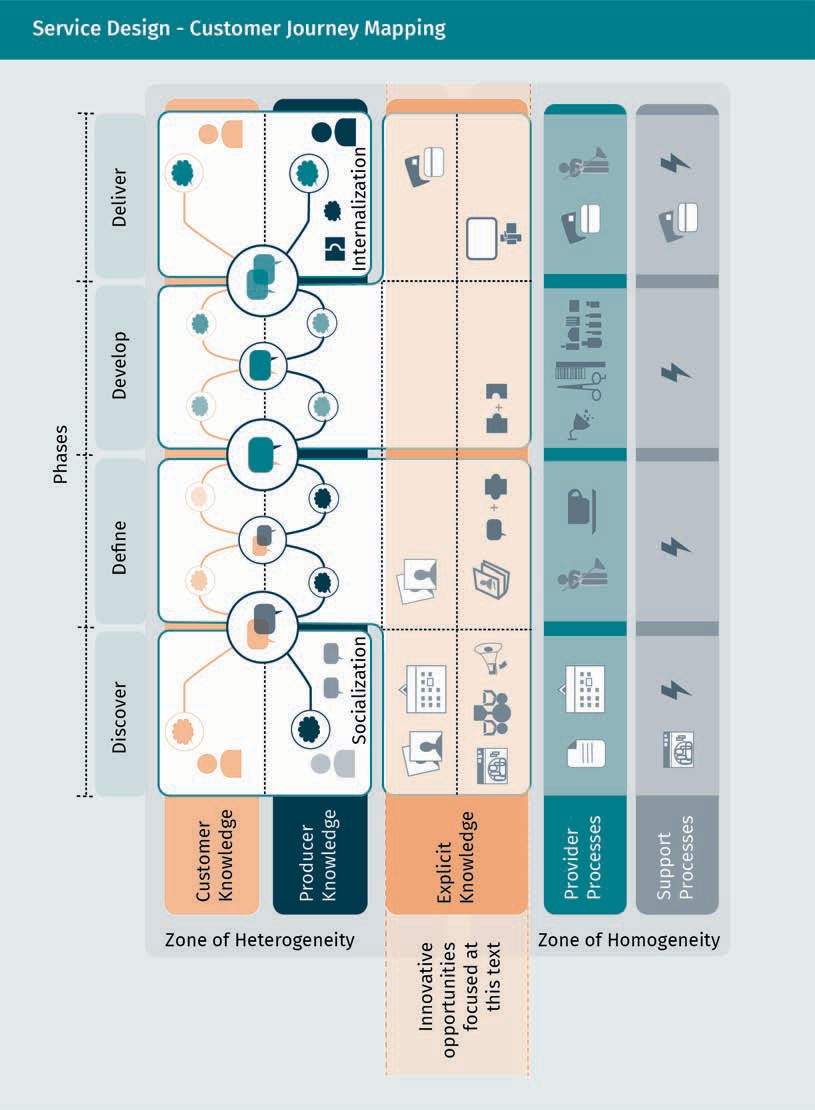 Service Design - Customer Journey Mapping
Phases
Deliver
Develop
Define
Discover
Internalization
Socialization
Customer
Knowledge
Producer
Knowledge
Explicit
Knowledge
Provider
Processes
Support
Processes
Zone of Heterogeneity
Zone of Homogeneity
Innovative
opportunities
focused at
this text